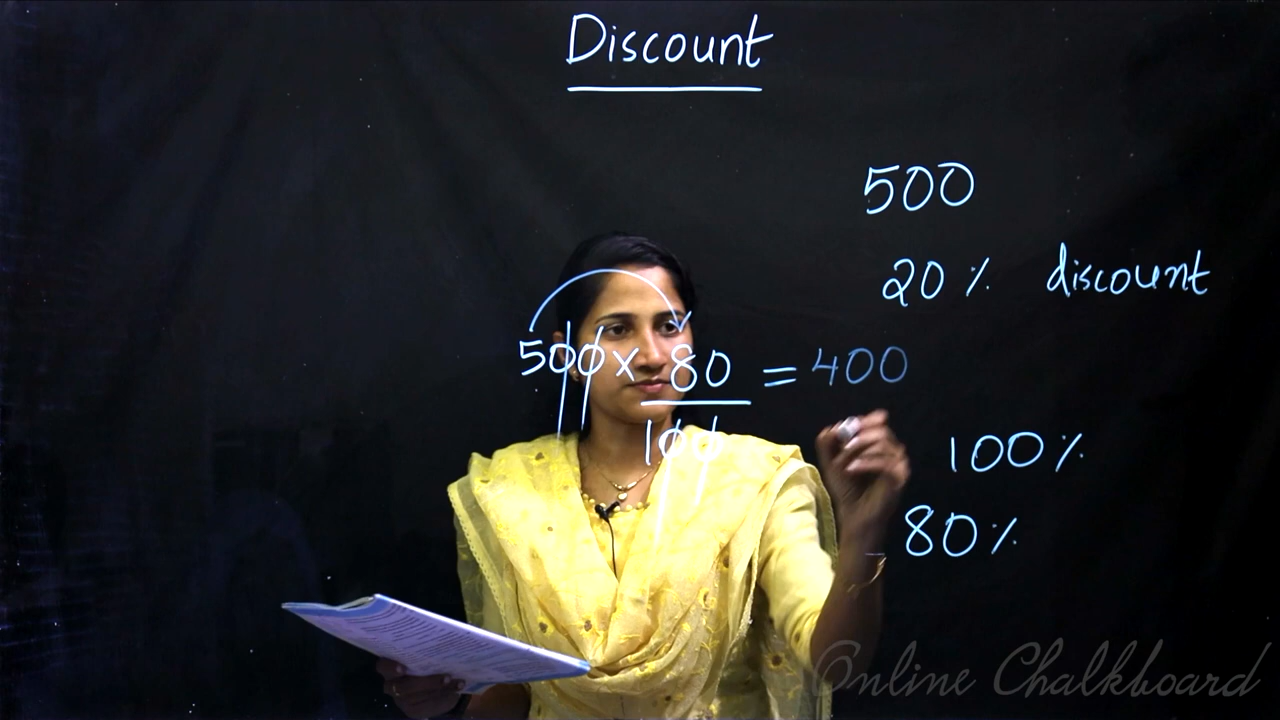 Discount
500
20% discount
500 x 80 = 400
100
100%
80%
Online Chalkboard